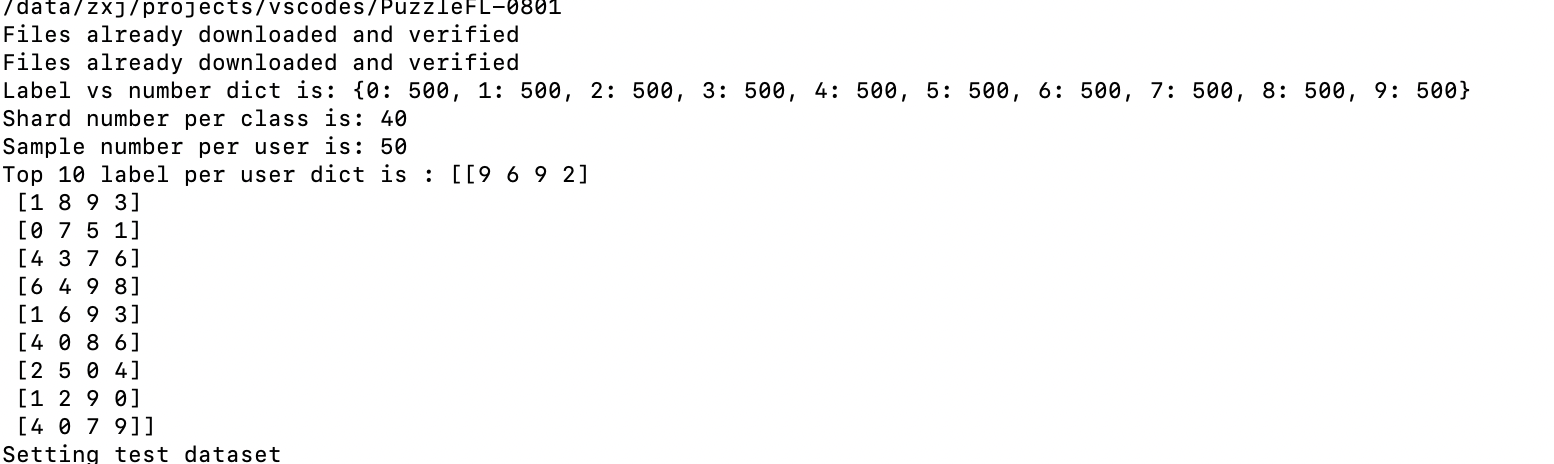 /data/zxj/projects/vscodes/PuzzleFL-0801
Files already downloaded and verified
Files already downloaded and verified
Label vs number dict is: {0: 500, 1: 500, 2: 500, 3: 500, 4: 500, 5: 500, 6: 500, 7: 500, 8: 500, 9: 500}
Shard number per class is: 40
Sample number per user is: 50
Top 10 label per user dict is : [[9 6 9 2]
 [1 8 9 3]
 [0 7 5 1]
 [4 3 7 6]
 [6 4 9 8]
 [1 6 9 3]
 [4 0 8 6]
 [2 5 0 4]
 [1 2 9 0]
 [4 0 7 9]]
Setting test dataset